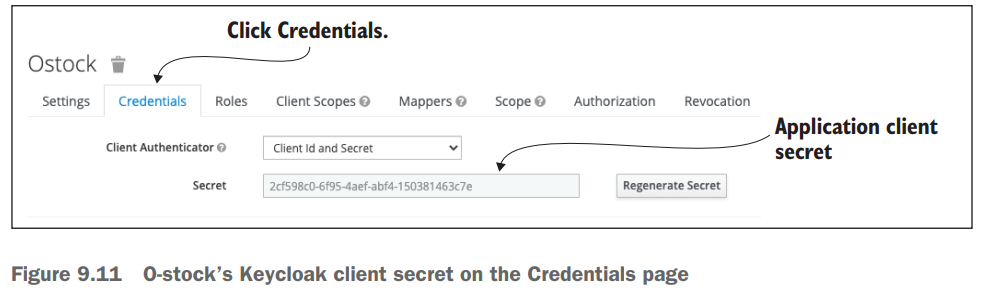 Click Credentials.
Ostock
Settings Credentials Roles Client Scopes Mappers Scope Authorization Revocation
Application client
secret
Client Authenticator Client Id and Secret
Secret 2cf598c0-6f95-4aef-abf4-150381463c7e Regenerate Secret
Figure 9.11 O-stock’s Keycloak client secret on the Credentials page